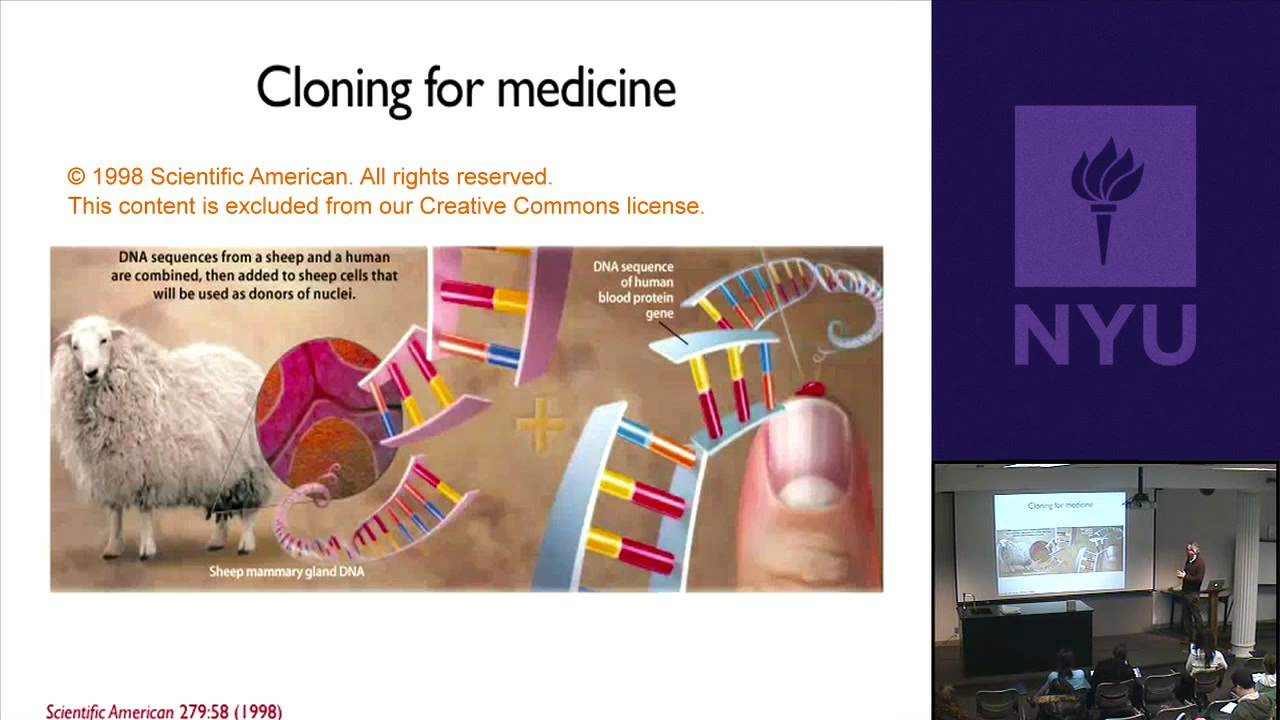 Cloning for medicine
© 1998 Scientific American. All rights reserved.
This content is excluded from our Creative Commons license.
DNA sequences from a sheep and a human
are combined, then added to sheep cells that
will be used as donors of nuclei.
DNA sequence
of human
blood protein
gene
Sheep mammary gland DNA
Scientific American 279:58 (1998)
NYU
Cloning for medicine